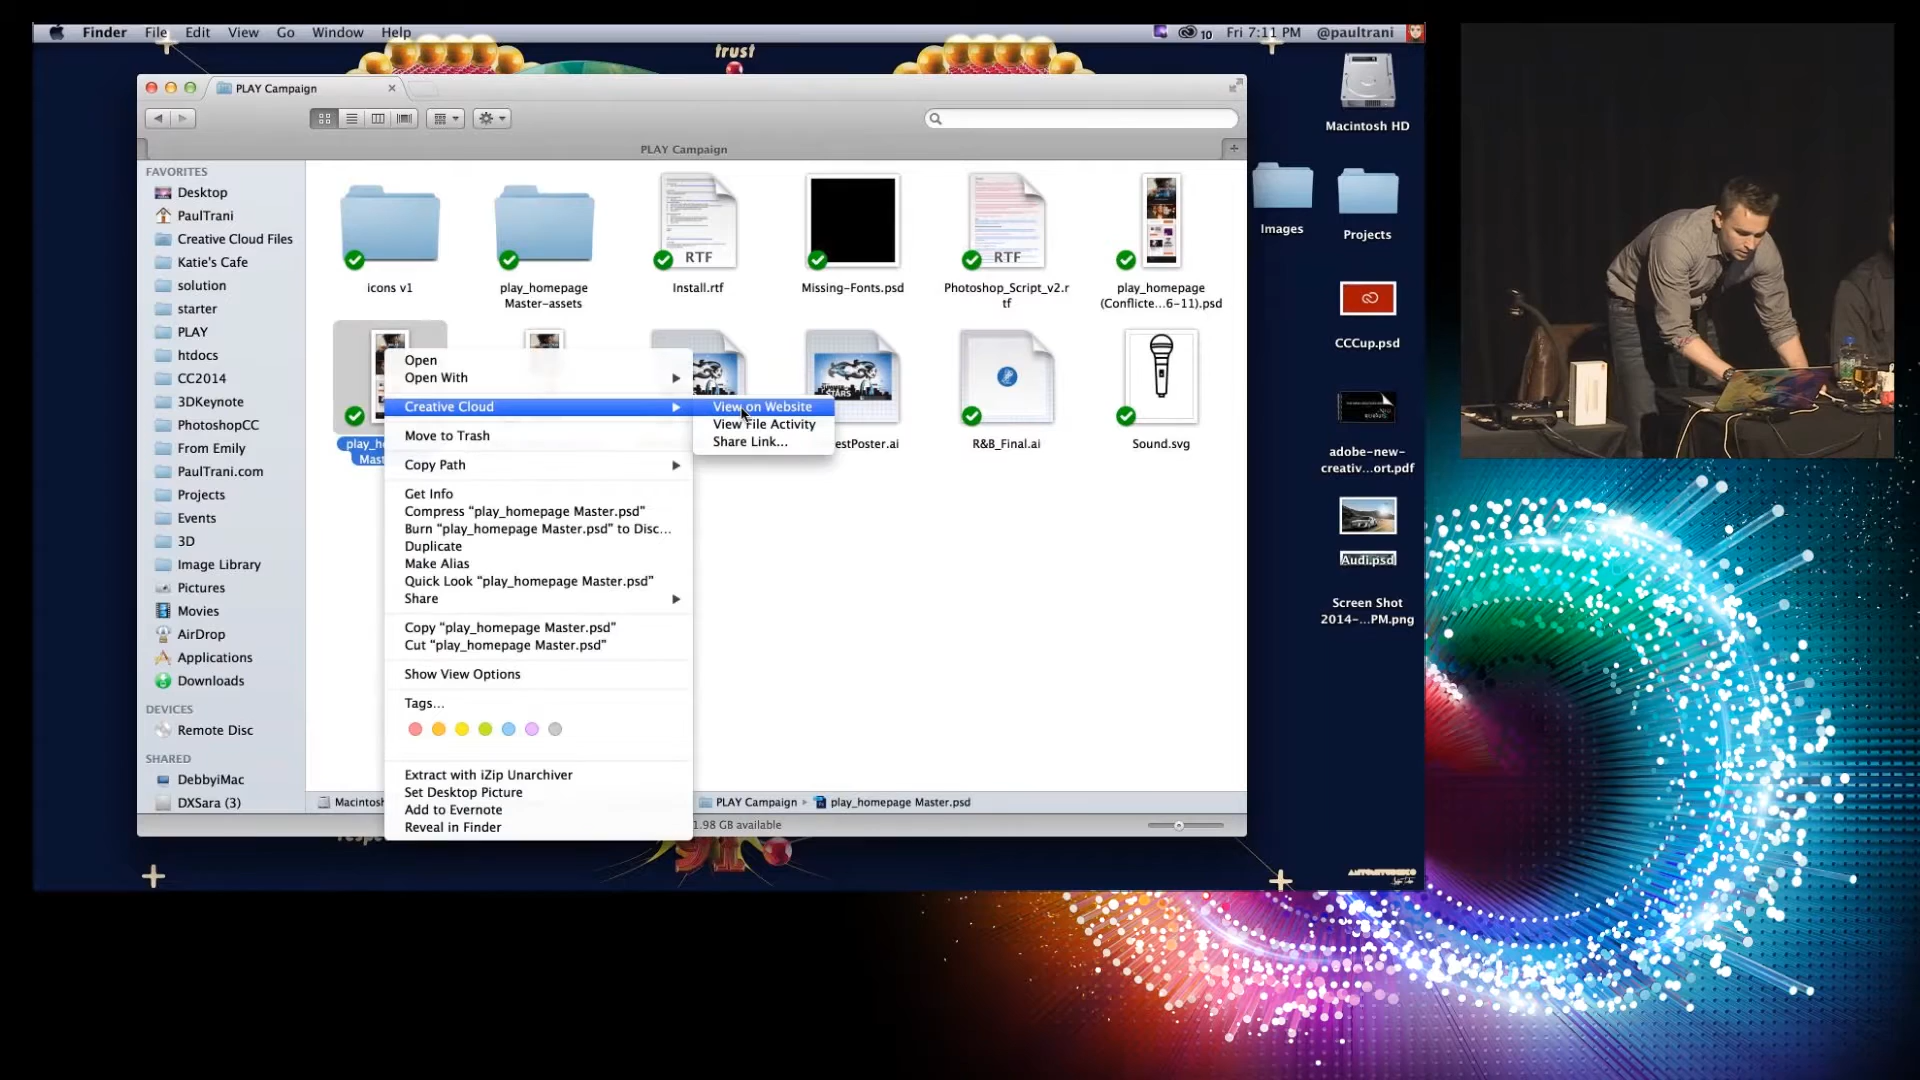 Finder File Edit View Go Window Help
10 Fri 7:11 PM @paultrani
trust
PLAY Campaign
PLAY Campaign
FAVORITES
Desktop
PaulTrani
Creative Cloud Files
Katie's Cafe
solution
starter
PLAY
htdocs
CC2014
3DKeynote
PhotoshopCC
From Emily
PaulTrani.com
Projects
Events
3D
Image Library
Pictures
Movies
AirDrop
Applications
Downloads
DEVICES
Remote Disc
SHARED
DebbyiMac
DXSara (3)
icons v1
play_homepage
Master-assets
RTF
Install.rtf
Missing-Fonts.psd
RTF
Photoshop_Script_v2.r
tf
play_homepage
(Conflicte...6-11).psd
play_h
Mas
STARS
estPoster.ai
R&B_Final.ai
Sound.svg
Open
Open With
Creative Cloud
Move to Trash
Copy Path
Get Info
Compress “play_homepage Master.psd”
Burn “play_homepage Master.psd” to Disc...
Duplicate
Make Alias
Quick Look “play_homepage Master.psd”
Share
Copy “play_homepage Master.psd”
Cut “play_homepage Master.psd”
Show View Options
Tags...
Extract with iZip Unarchiver
Set Desktop Picture
Add to Evernote
Reveal in Finder
View on Website
View File Activity
Share Link...
Macintosh
PLAY Campaign
play_homepage Master.psd
1.98 GB available
Macintosh HD
Images
Projects
CCCup.psd
adobe-new-
creativ...ort.pdf
Audi.psd
Screen Shot
2014-...PM.png